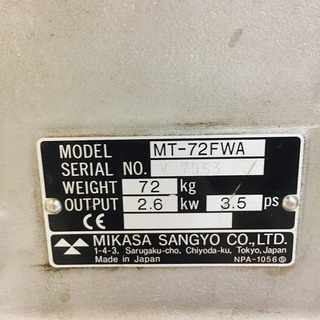 MODEL MT-72FWA
SERIAL NO.
WEIGHT 72 kg
OUTPUT 2.6 kw 3.5 ps
CE
MIKASA SANGYO CO., LTD.
1-4-3, Sarugaku-cho, Chiyoda-ku, Tokyo, Japan
Made in Japan NPA-1056